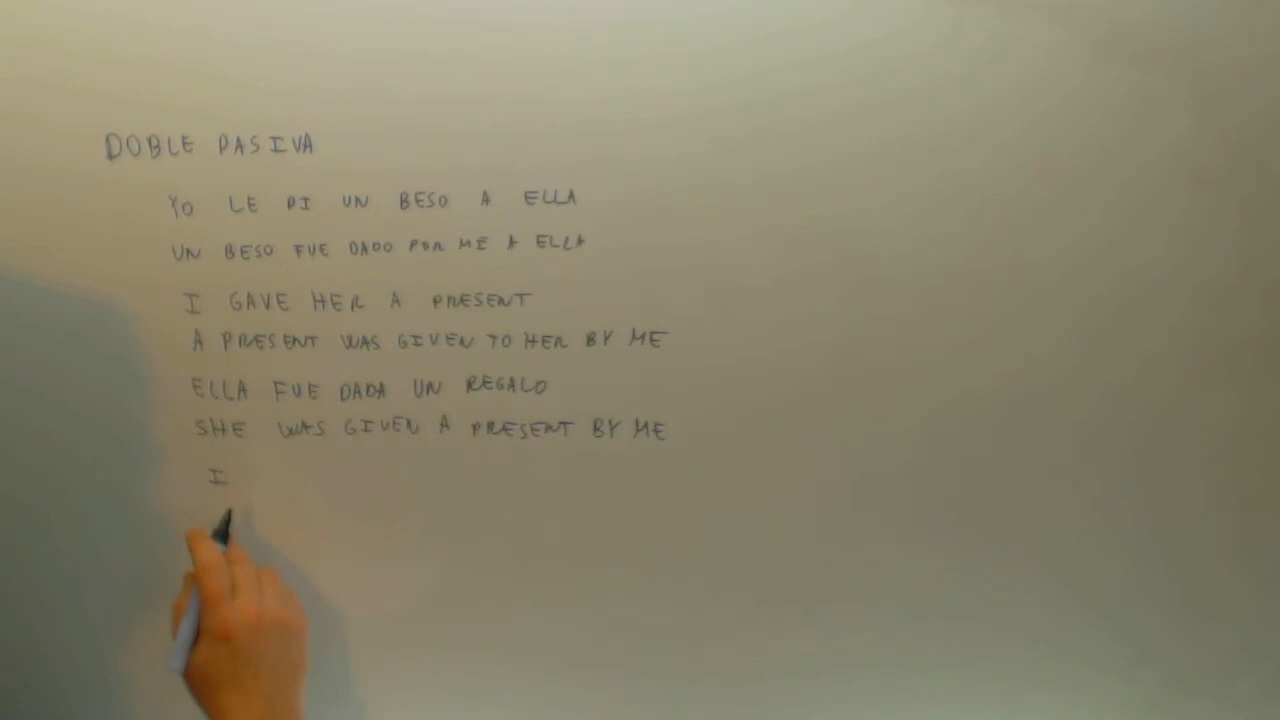 DOBLE PASIVA
YO LE DI UN BESO A ELLA
UN BESO FUE DADO POR MI A ELLA
I GAVE HER A PRESENT
A PRESENT WAS GIVEN TO HER BY ME
ELLA FUE DADA UN REGALO
SHE WAS GIVEN A PRESENT BY ME
I